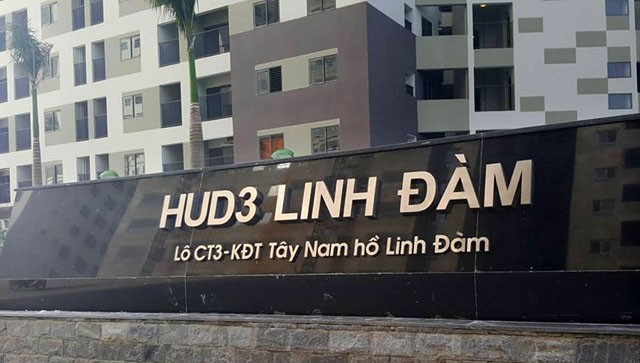 HUD3 LINH ĐÀM
Lô CT3-KĐT Tây Nam hồ Linh Đàm